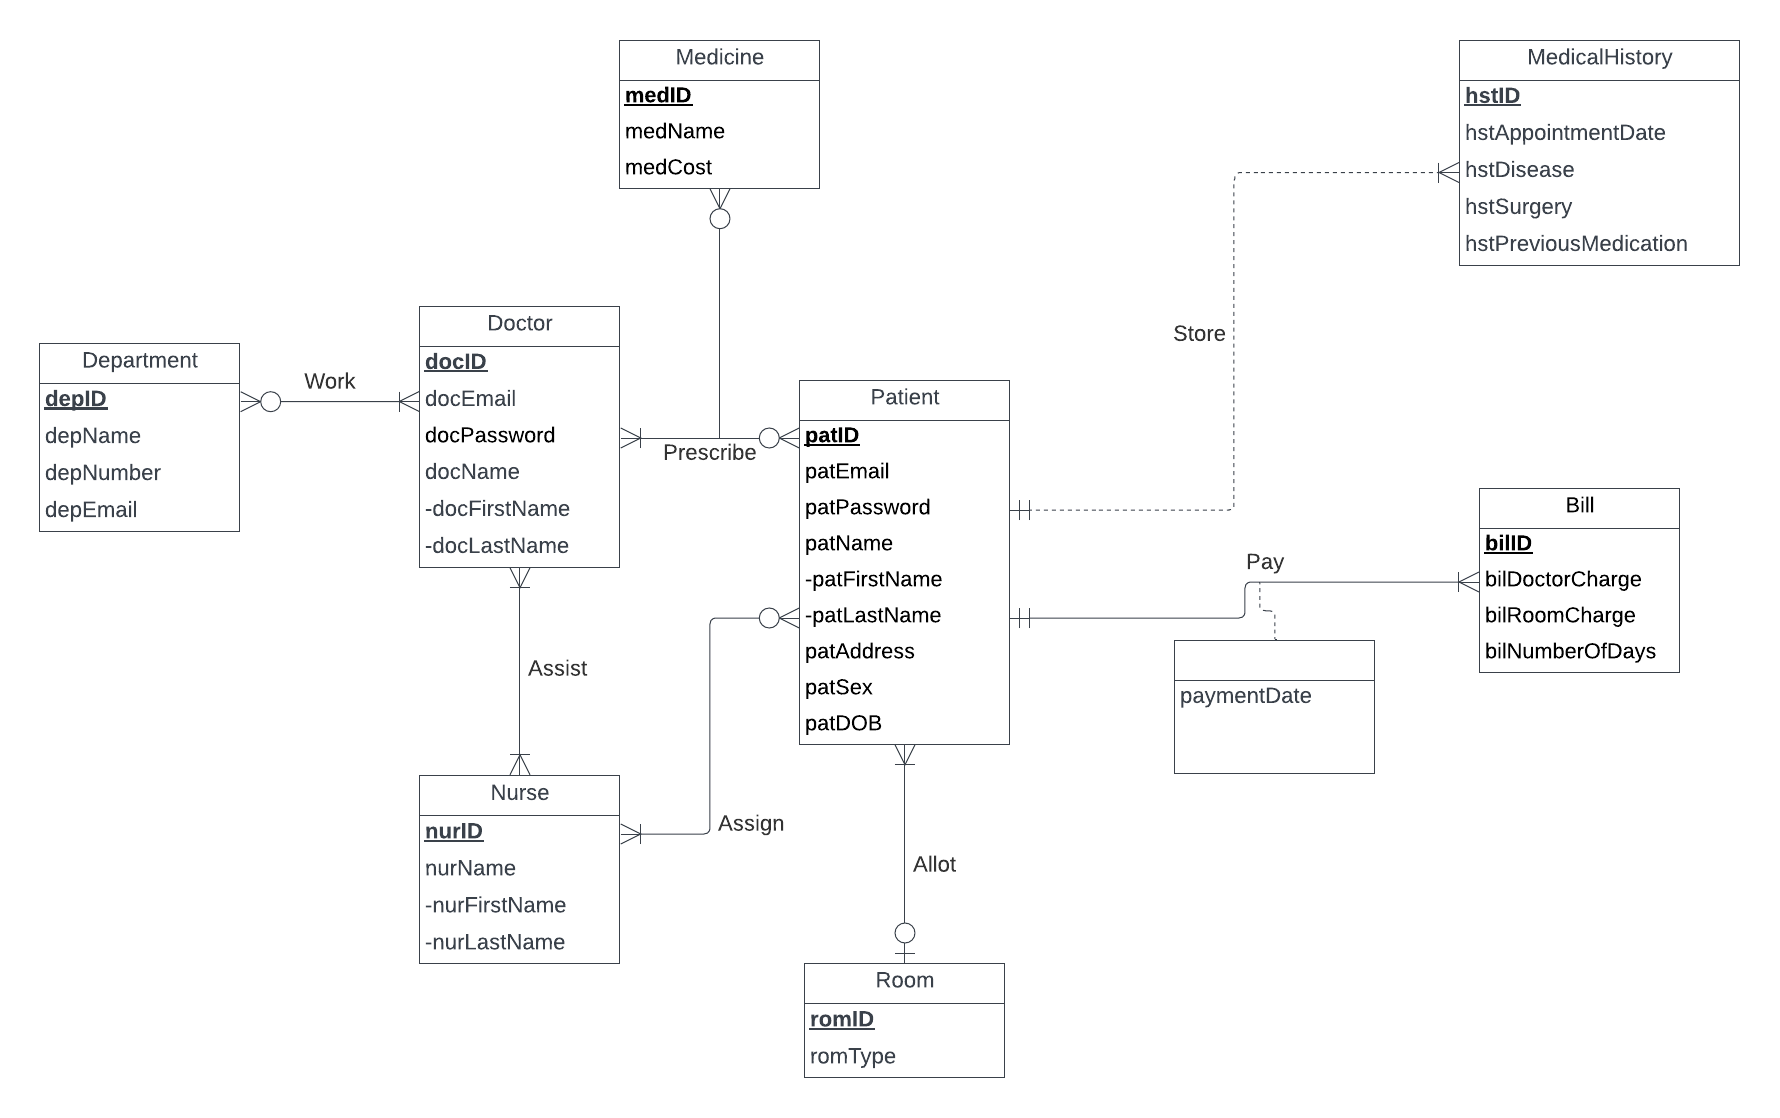 Medicine
medID
medName
medCost
MedicalHistory
hstID
hstAppointmentDate
hstDisease
hstSurgery
hstPreviousMedication
Department
depID
depName
depNumber
depEmail
Work
Doctor
docID
docEmail
docPassword
docName
-docFirstName
-docLastName
Prescribe
Store
Patient
patID
patEmail
patPassword
patName
-patFirstName
-patLastName
patAddress
patSex
patDOB
Pay
Bill
bilID
bilDoctorCharge
bilRoomCharge
bilNumberOfDays
paymentDate
Assist
Nurse
nurID
nurName
-nurFirstName
-nurLastName
Assign
Allot
Room
romID
romType